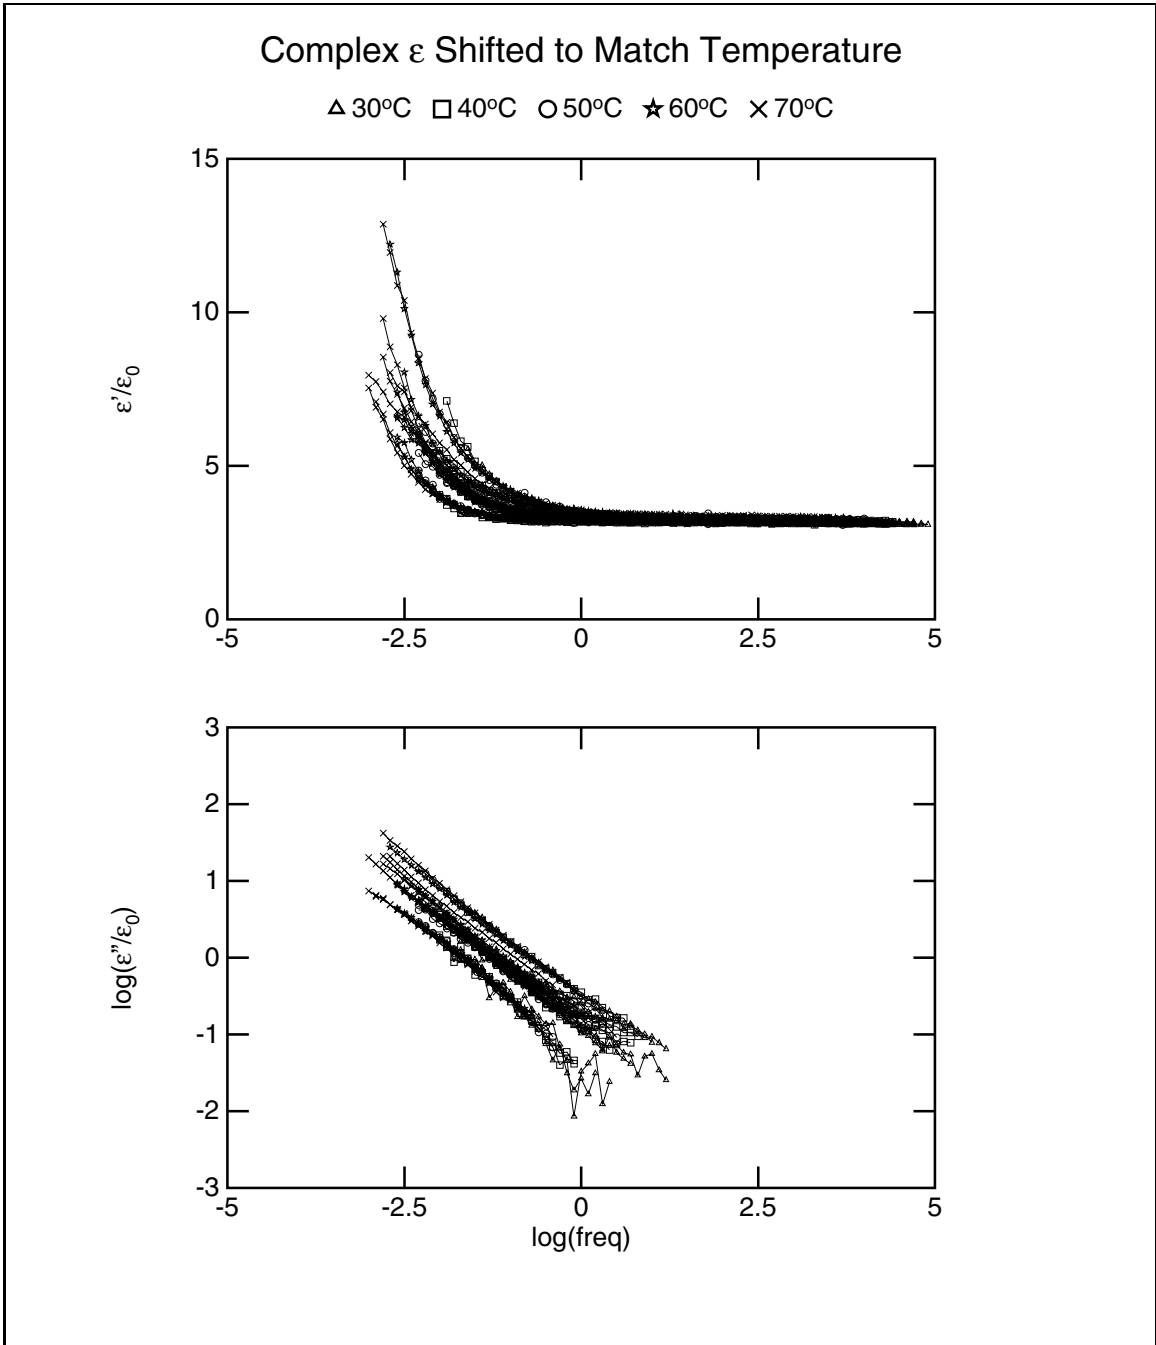 Complex ε Shifted to Match Temperature
30°C 40°C 50°C 60°C 70°C
15
10
5
0
ε'/ε0
-5 -2.5 0 2.5 5
3
2
1
0
-1
-2
-3
log(ε"/ε0)
-5 -2.5 0 2.5 5
log(freq)